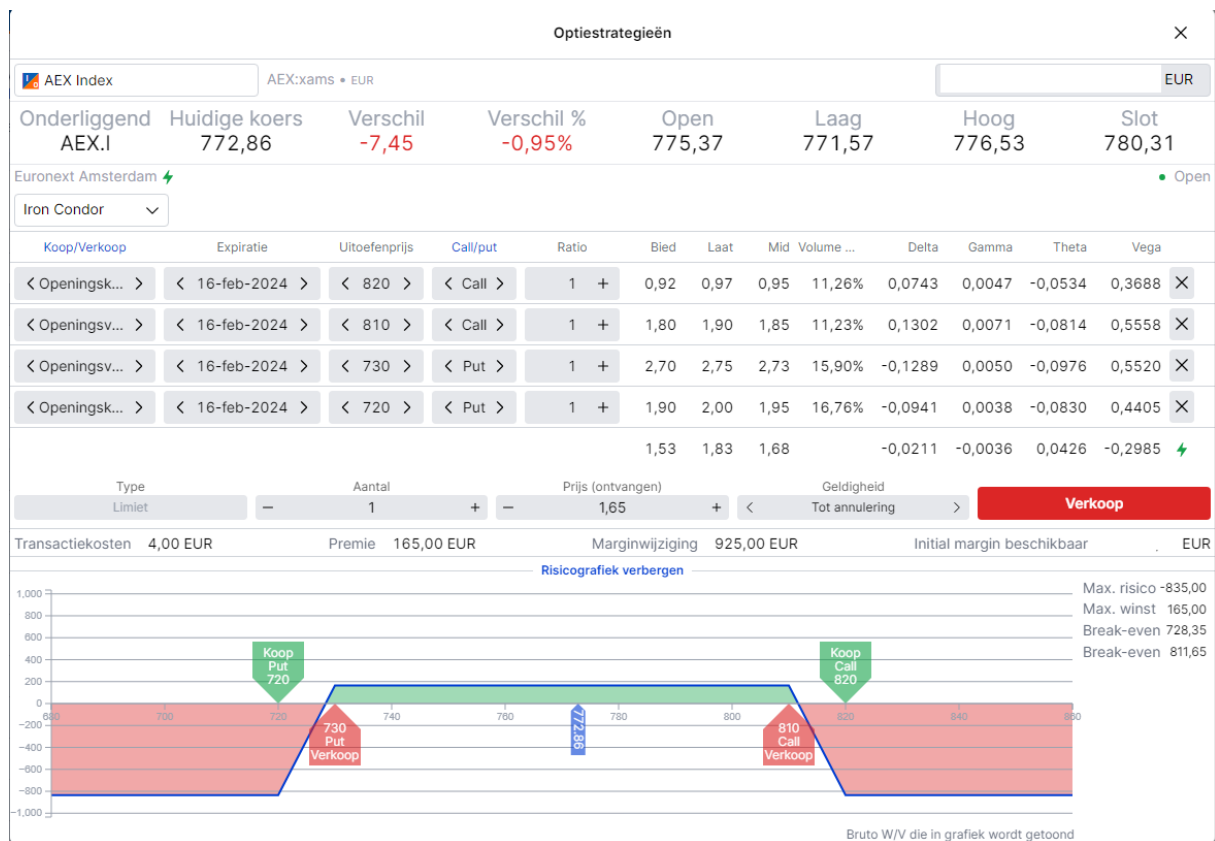 Optiestrategieën
AEX Index AEX:xams • EUR EUR
Onderliggend Huidige koers Verschil Verschil % Open Laag Hoog Slot
AEX.I 772,86 -7,45 -0,95% 775,37 771,57 776,53 780,31
Euronext Amsterdam • Open
Iron Condor
Koop/Verkoop Expiratie Uitoefenprijs Call/put Ratio Bied Laat Mid Volume ... Delta Gamma Theta Vega
Openingsk... 16-feb-2024 820 Call 1 + 0,92 0,97 0,95 11,26% 0,0743 0,0047 -0,0534 0,3688
Openingsv... 16-feb-2024 810 Call 1 + 1,80 1,90 1,85 11,23% 0,1302 0,0071 -0,0814 0,5558
Openingsv... 16-feb-2024 730 Put 1 + 2,70 2,75 2,73 15,90% -0,1289 0,0050 -0,0976 0,5520
Openingsk... 16-feb-2024 720 Put 1 + 1,90 2,00 1,95 16,76% -0,0941 0,0038 -0,0830 0,4405
1,53 1,83 1,68 -0,0211 -0,0036 0,0426 -0,2985
Type Aantal Prijs (ontvangen) Geldigheid
Limiet − 1 + − 1,65 + Tot annulering Verkoop
Transactiekosten 4,00 EUR Premie 165,00 EUR Marginwijziging 925,00 EUR Initial margin beschikbaar EUR
Risicografiek verbergen
Max. risico -835,00
Max. winst 165,00
Break-even 728,35
Break-even 811,65
1,000
800
600
400
200
0
−200
−400
−600
−800
−1,000
680 700 720 740 760 780 800 820 840 860
Koop
Put
720
730
Put
Verkoop
772.86
810
Call
Verkoop
Koop
Call
820
Bruto W/V die in grafiek wordt getoond